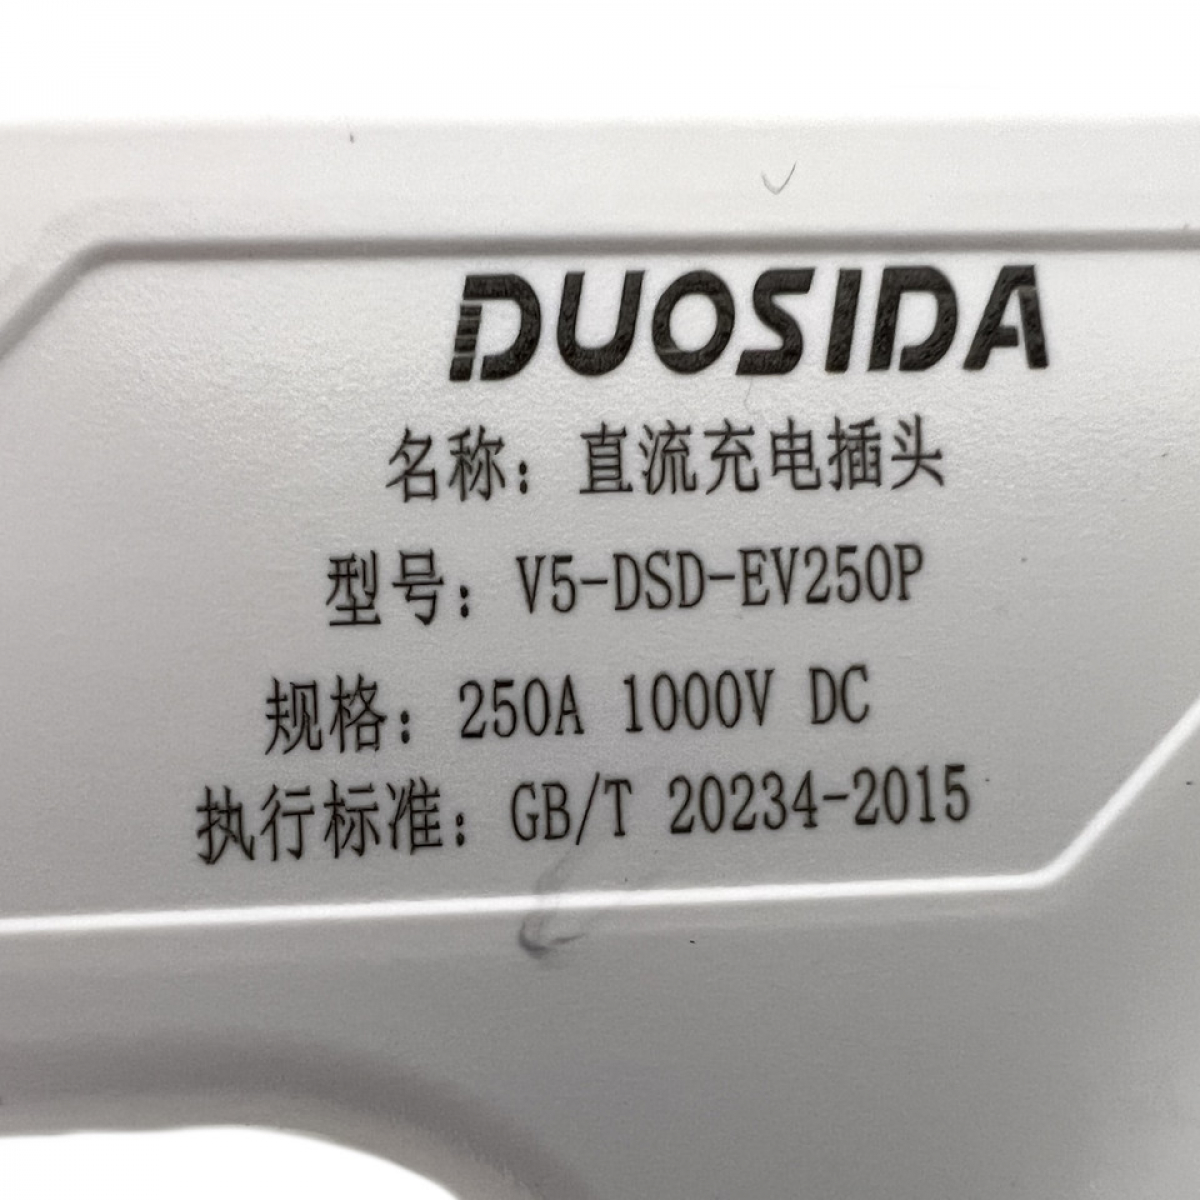 DUOSIDA
名称：直流充电插头
型号：V5-DSD-EV250P
规格：250A 1000V DC
执行标准：GB/T 20234-2015